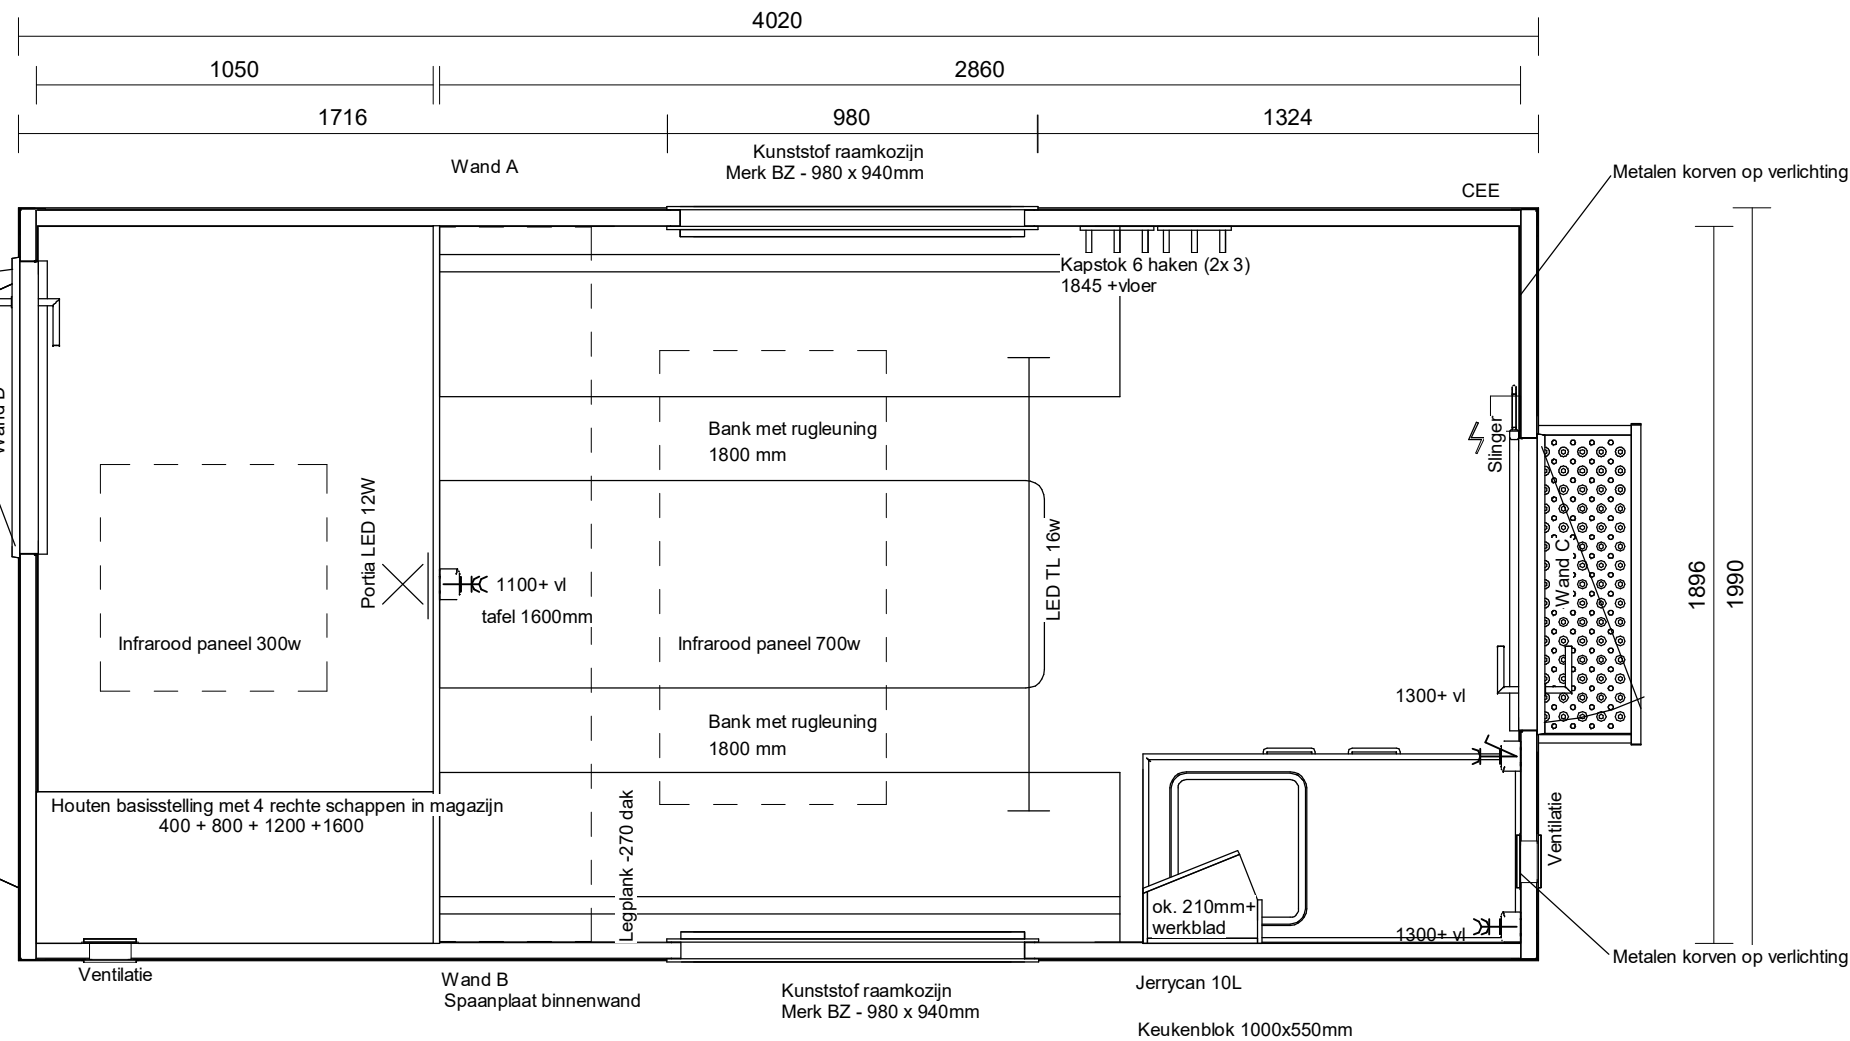 4020
1050
2860
1716
980
1324
Wand A
Kunststof raamkozijn
Merk BZ - 980 x 940mm
CEE
Metalen korven op verlichting
Kapstok 6 haken (2x 3)
1845 +vloer
Bank met rugleuning
1800 mm
Slinger
Portia LED 12W
LED TL 16w
Wand C
1896
1990
1100+ vl
tafel 1600mm
Infrarood paneel 300w
Infrarood paneel 700w
1300+ vl
Bank met rugleuning
1800 mm
Houten basisstelling met 4 rechte schappen in magazijn
400 + 800 + 1200 +1600
Legplank -270 dak
Ventilatie
ok. 210mm+
werkblad
1300+ vl
Metalen korven op verlichting
Ventilatie
Wand B
Spaanplaat binnenwand
Kunststof raamkozijn
Merk BZ - 980 x 940mm
Jerrycan 10L
Keukenblok 1000x550mm